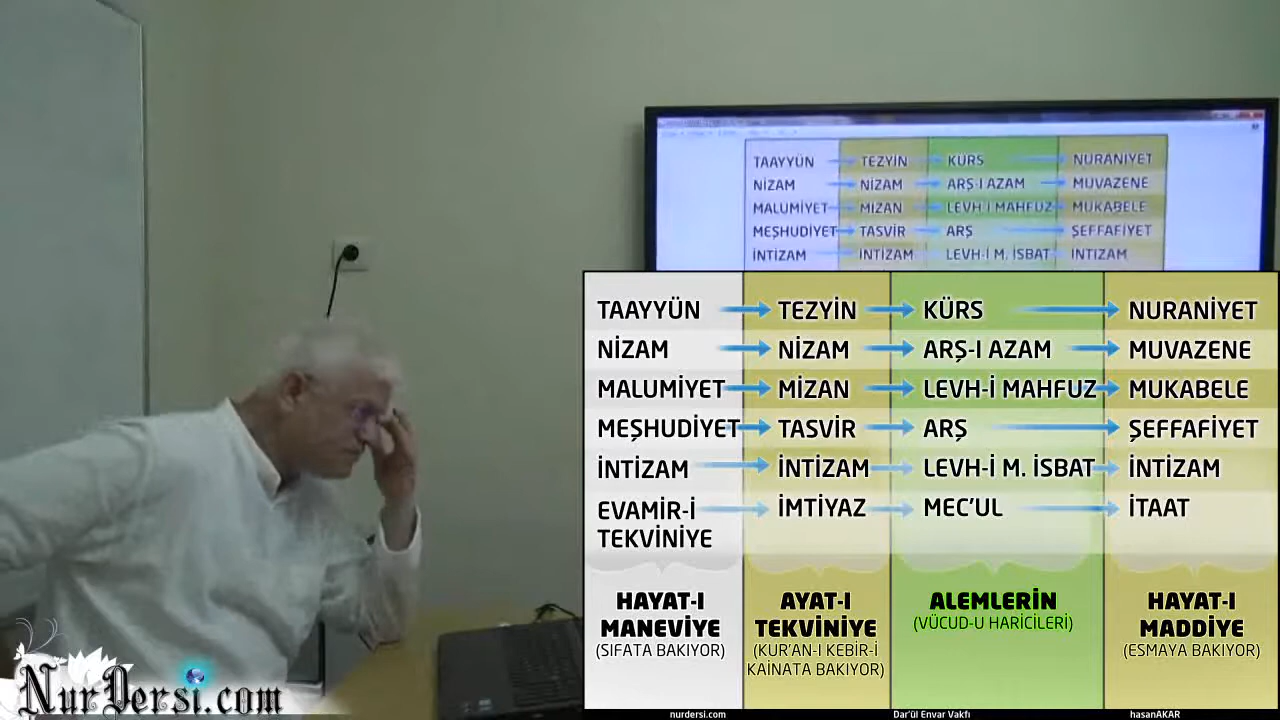 TAAYYÜN TEZYİN KÜRS NURANİYET
NİZAM NİZAM ARŞ-I AZAM MUVAZENE
MALUMİYET MİZAN LEVH-İ MAHFUZ MUKABELE
MEŞHUDİYET TASVİR ARŞ ŞEFFAFİYET
İNTİZAM İNTİZAM LEVH-İ M. İSBAT İNTİZAM
TAAYYÜN TEZYİN KÜRS NURANİYET
NİZAM NİZAM ARŞ-I AZAM MUVAZENE
MALUMİYET MİZAN LEVH-İ MAHFUZ MUKABELE
MEŞHUDİYET TASVİR ARŞ ŞEFFAFİYET
İNTİZAM İNTİZAM LEVH-İ M. İSBAT İNTİZAM
EVAMİR-İ TEKVİNİYE İMTİYAZ MEC'UL İTAAT
HAYAT-I MANEVİYE
(SIFATA BAKIYOR)
AYAT-I TEKVİNİYE
(KUR'AN-I KEBİR-İ
KAİNATA BAKIYOR)
ALEMLERİN
(VÜCUD-U HARİCİLERİ)
HAYAT-I MADDİYE
(ESMAYA BAKIYOR)
NurDersi.com
nurdersi.com Dar'ül Envar Vakfı hasanAKAR